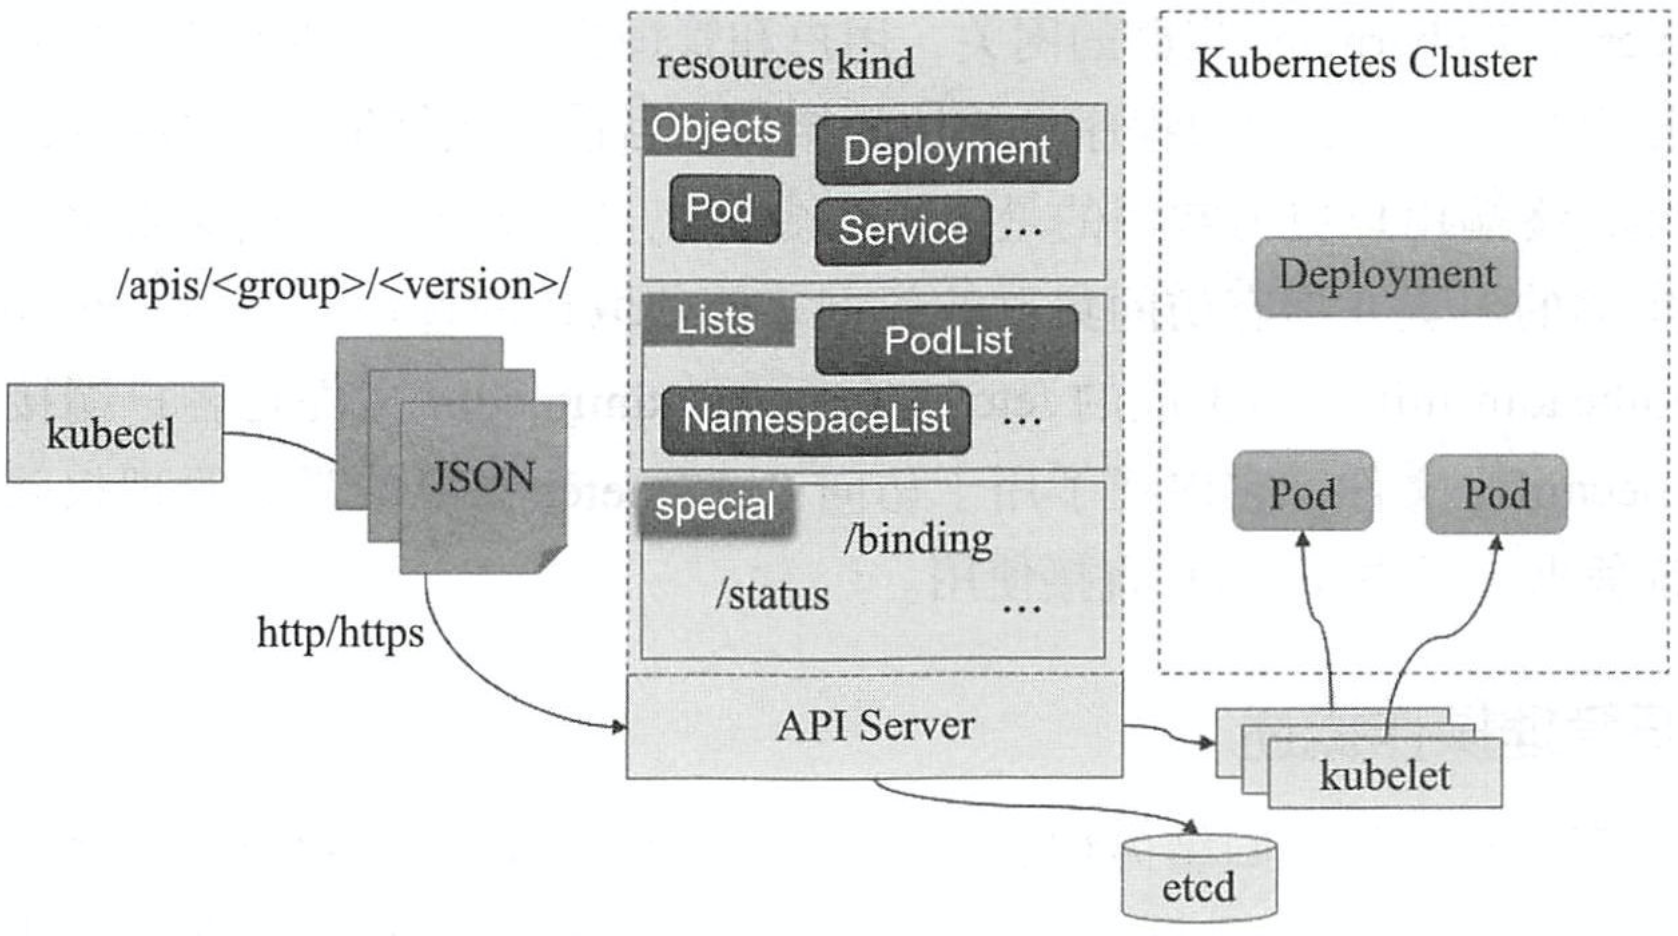 resources kind
Objects
Deployment
Pod
Service ...
Lists
PodList
NamespaceList ...
special
/binding
/status ...
API Server
/apis/<group>/<version>/
kubectl
JSON
http/https
Kubernetes Cluster
Deployment
Pod Pod
kubelet
etcd